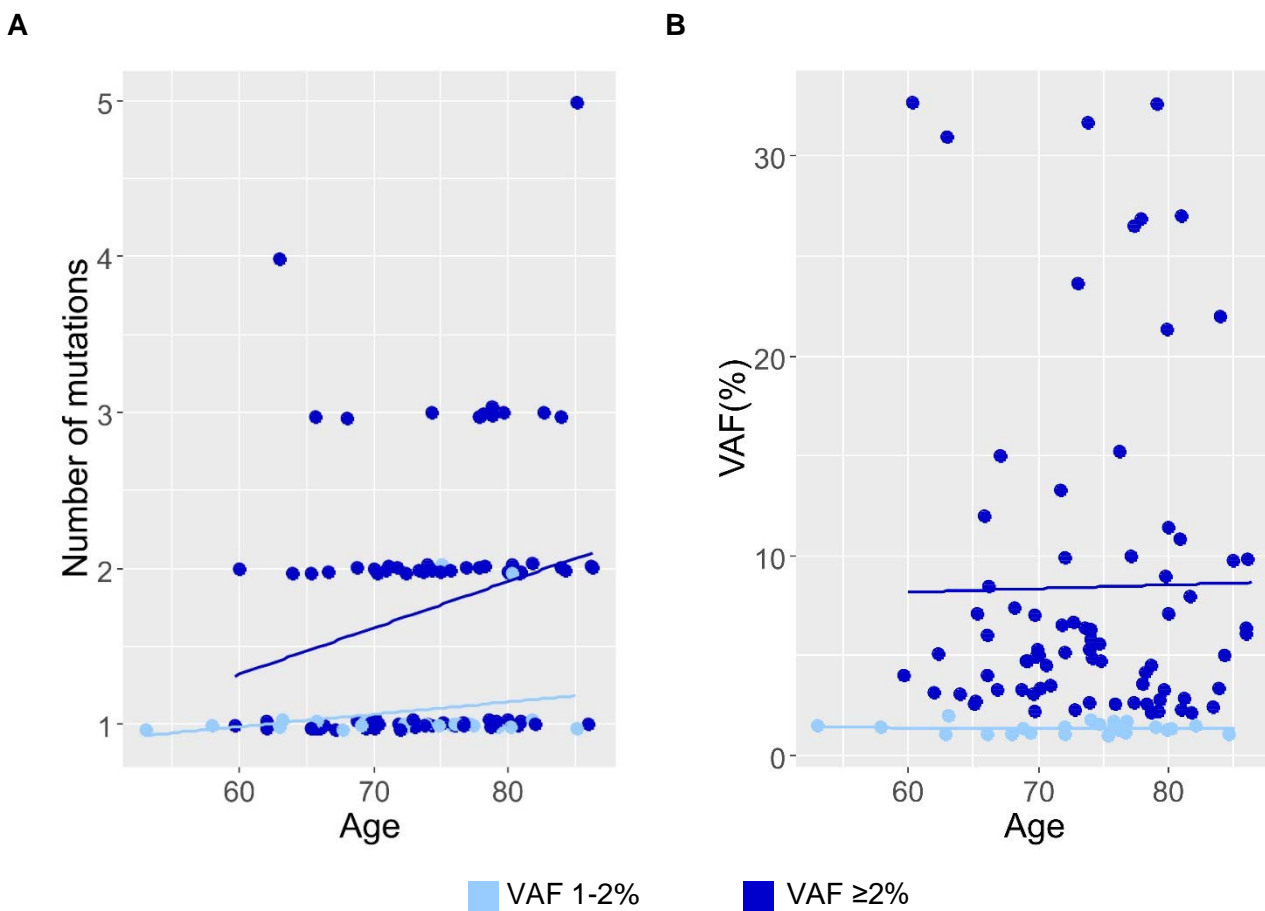 A
B
Number of mutations
5
4
3
2
1
60 70 80
Age
VAF(%)
30
20
10
0
60 70 80
Age
VAF 1-2% VAF ≥2%